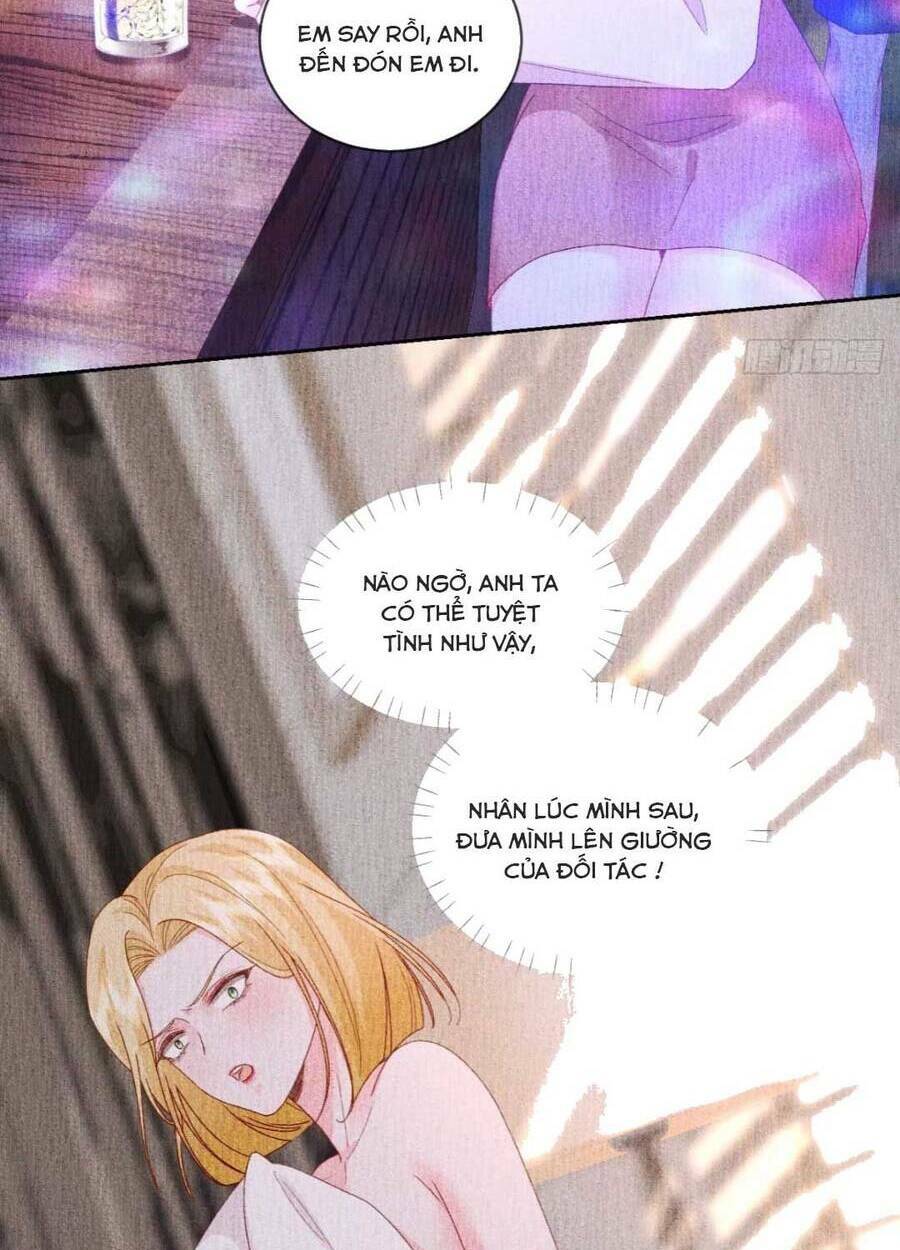 EM SAY RỒI, ANH
ĐẾN ĐÓN EM ĐI.
NÀO NGỜ, ANH TA
CÓ THỂ TUYỆT
TÌNH NHƯ VẬY,
NHÂN LÚC MÌNH SAU,
ĐƯA MÌNH LÊN GIƯỜNG
CỦA ĐỐI TÁC !